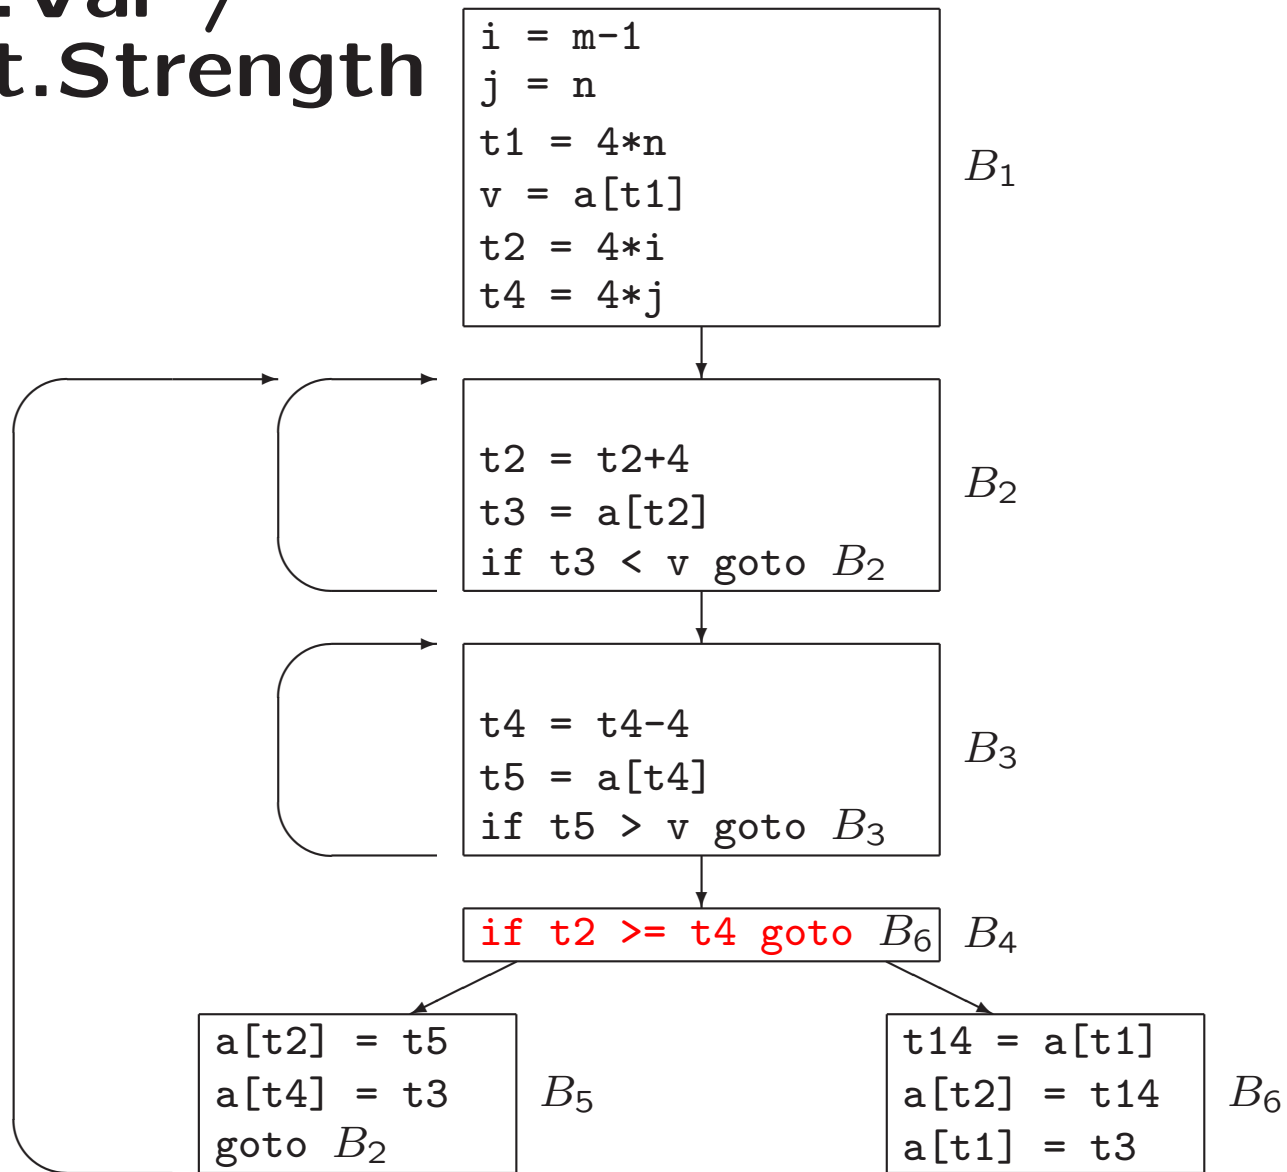 .Var /
t.Strength
i = m-1
j = n
t1 = 4*n
v = a[t1]
t2 = 4*i
t4 = 4*j
B1
t2 = t2+4
t3 = a[t2]
if t3 < v goto B2
B2
t4 = t4-4
t5 = a[t4]
if t5 > v goto B3
B3
if t2 >= t4 goto B6
B4
a[t2] = t5
a[t4] = t3
goto B2
B5
t14 = a[t1]
a[t2] = t14
a[t1] = t3
B6